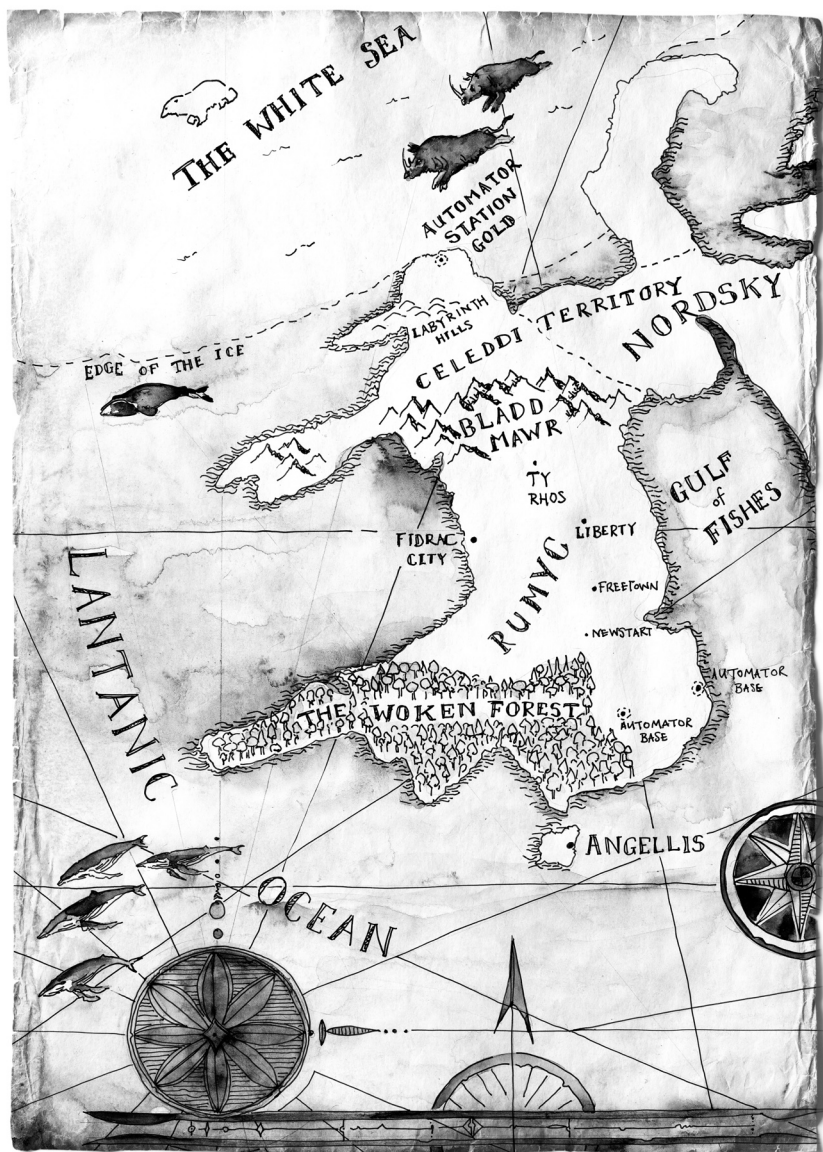 THE WHITE SEA
AUTOMATOR
STATION
GOLD
LABYRINTH
HILLS
CELEDDI TERRITORY
NORDSKY
EDGE OF THE ICE
BLADD
MAWR
TY
RHOS
GULF
of
FISHES
FIDRAC
CITY
LIBERTY
LANTANIC
FREETOWN
RUMYC
NEWSTART
AUTOMATOR
BASE
THE WOKEN FOREST
AUTOMATOR
BASE
ANGELLIS
OCEAN